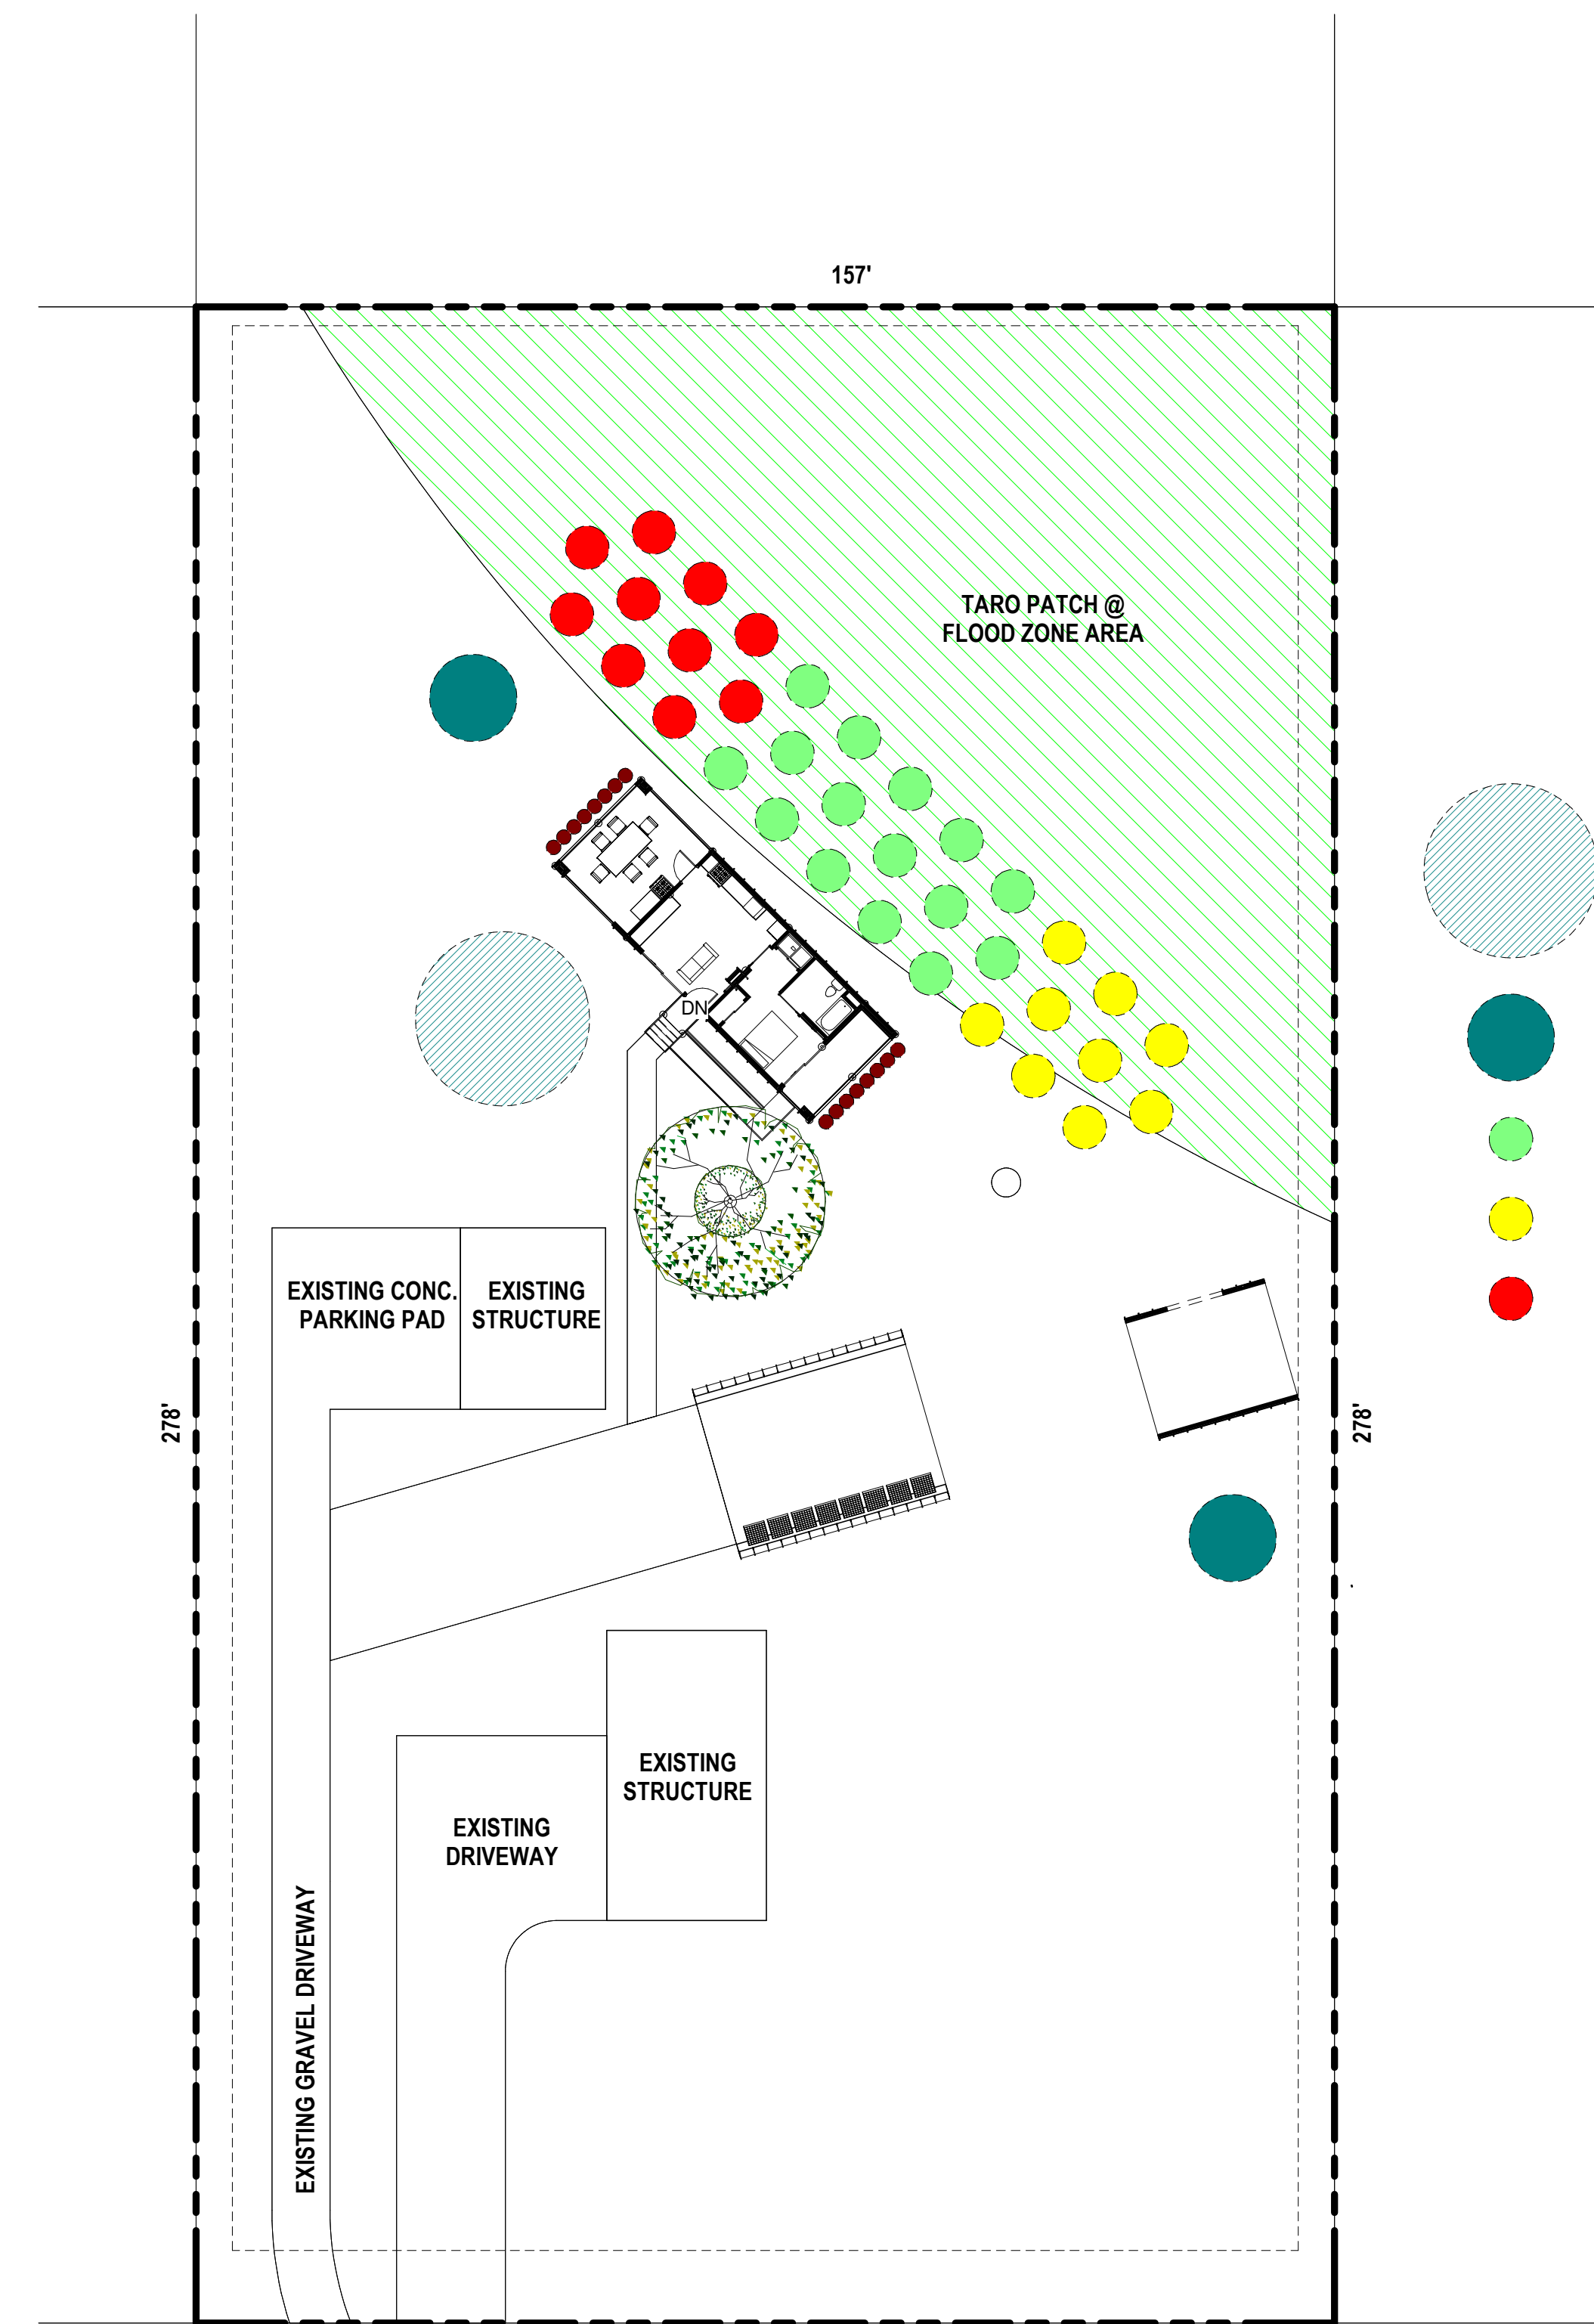 157'
TARO PATCH @
FLOOD ZONE AREA
DN
EXISTING CONC.
PARKING PAD
EXISTING
STRUCTURE
278'
278'
EXISTING
STRUCTURE
EXISTING
DRIVEWAY
EXISTING GRAVEL DRIVEWAY